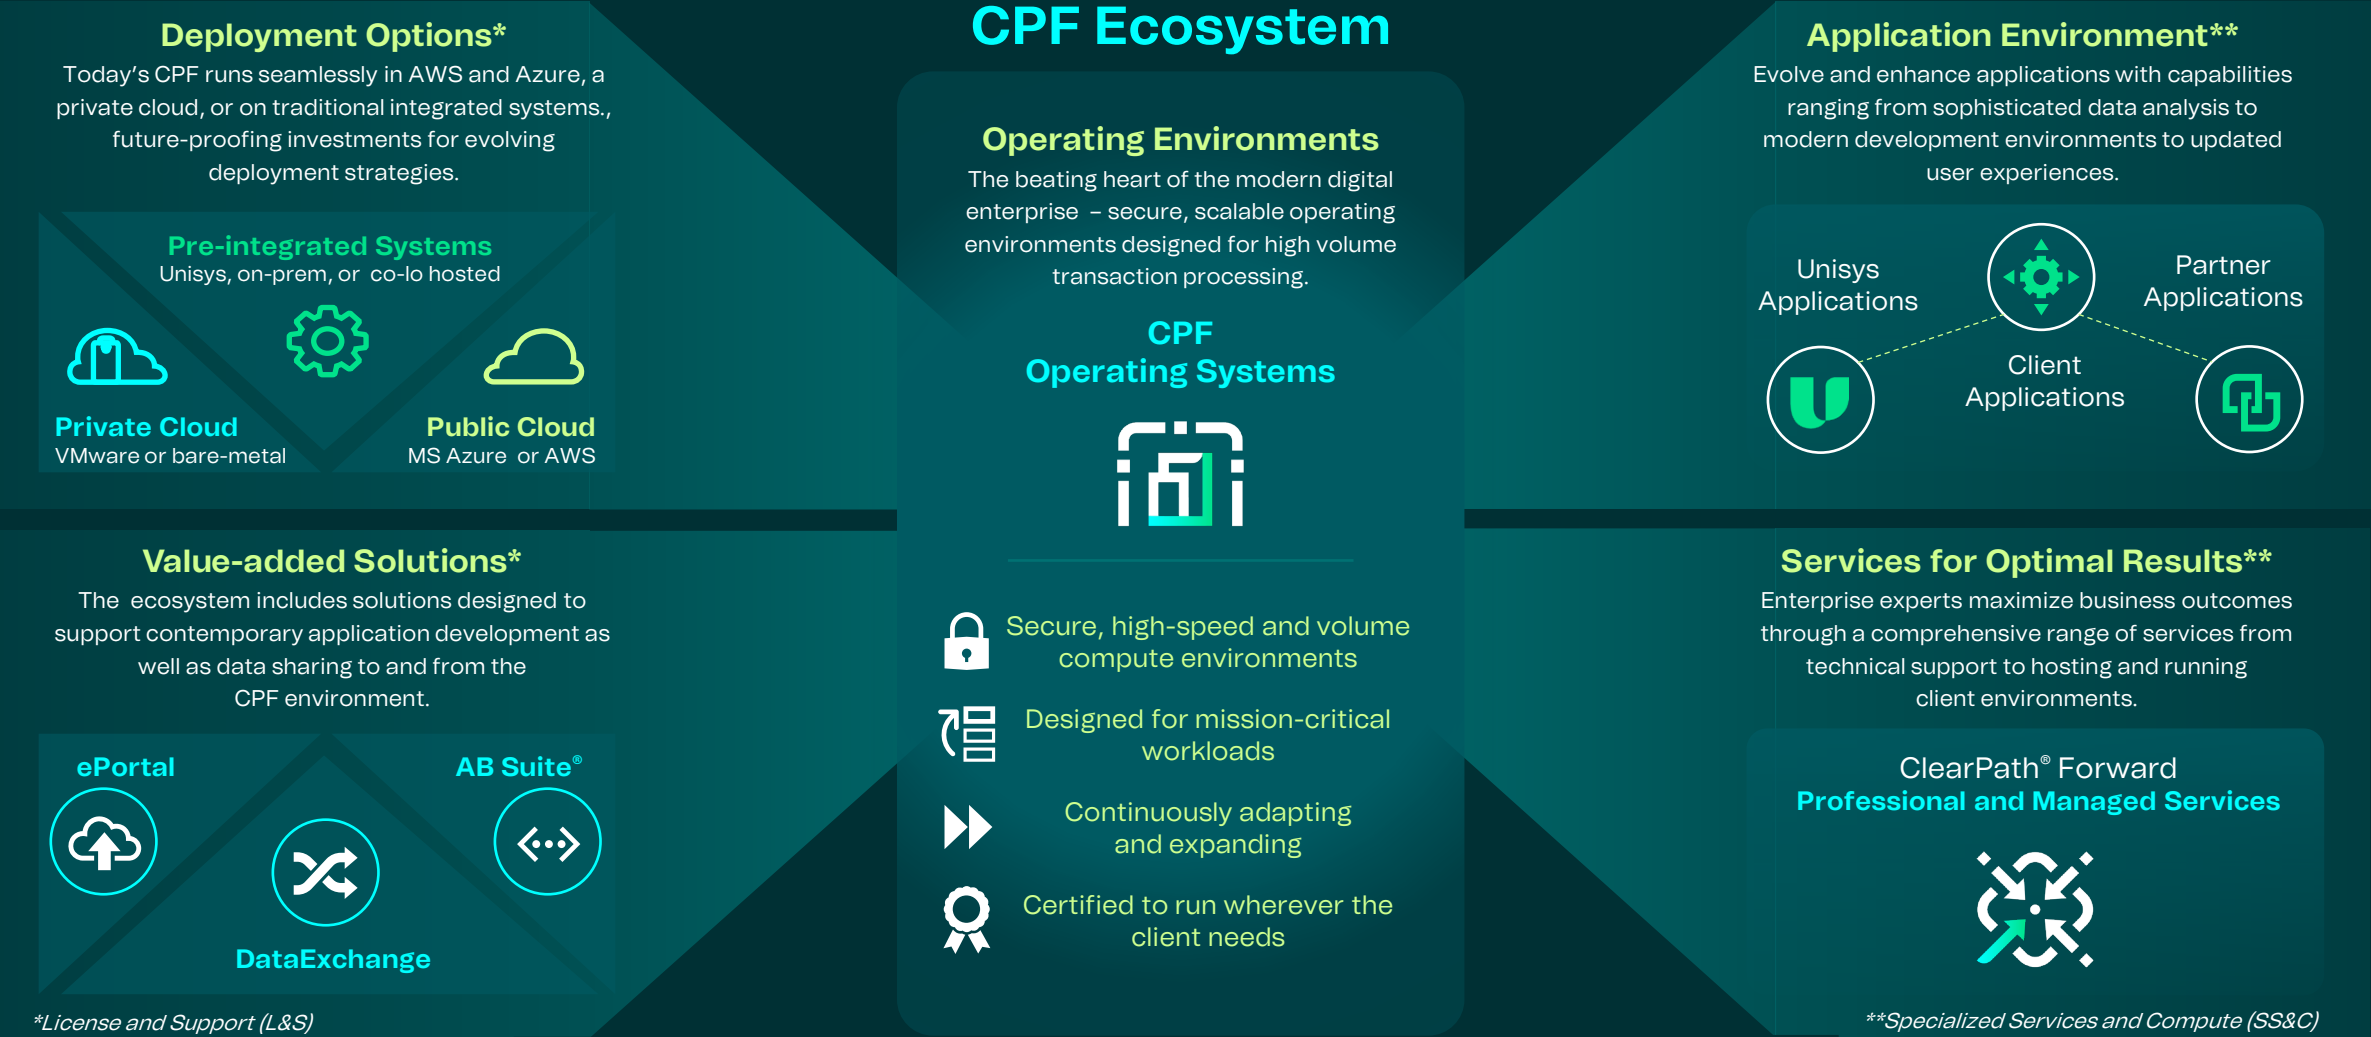 CPF Ecosystem
Deployment Options*
Today's CPF runs seamlessly in AWS and Azure, a
private cloud, or on traditional integrated systems.,
future-proofing investments for evolving
deployment strategies.
Pre-integrated Systems
Unisys, on-prem, or co-lo hosted
Private Cloud
VMware or bare-metal
Public Cloud
MS Azure or AWS
Value-added Solutions*
The ecosystem includes solutions designed to
support contemporary application development as
well as data sharing to and from the
CPF environment.
ePortal
AB Suite®
DataExchange
*License and Support (L&S)
Operating Environments
The beating heart of the modern digital
enterprise – secure, scalable operating
environments designed for high volume
transaction processing.
CPF
Operating Systems
Secure, high-speed and volume
compute environments
Designed for mission-critical
workloads
Continuously adapting
and expanding
Certified to run wherever the
client needs
Application Environment**
Evolve and enhance applications with capabilities
ranging from sophisticated data analysis to
modern development environments to updated
user experiences.
Unisys
Applications
Partner
Applications
Client
Applications
Services for Optimal Results**
Enterprise experts maximize business outcomes
through a comprehensive range of services from
technical support to hosting and running
client environments.
ClearPath® Forward
Professional and Managed Services
**Specialized Services and Compute (SS&C)